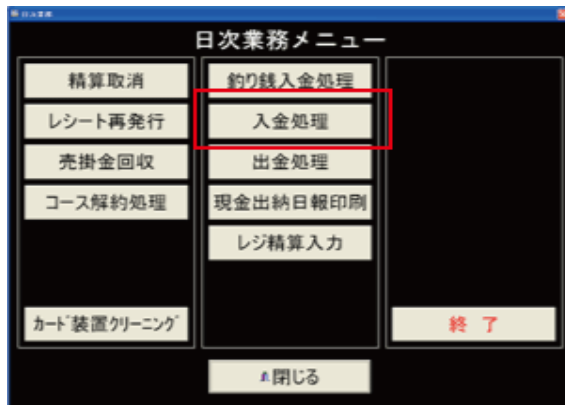 日次業務
日次業務メニュー
精算取消
レシート再発行
売掛金回収
コース解約処理
カード装置クリーニング
釣り銭入金処理
入金処理
出金処理
現金出納日報印刷
レジ精算入力
終 了
閉じる